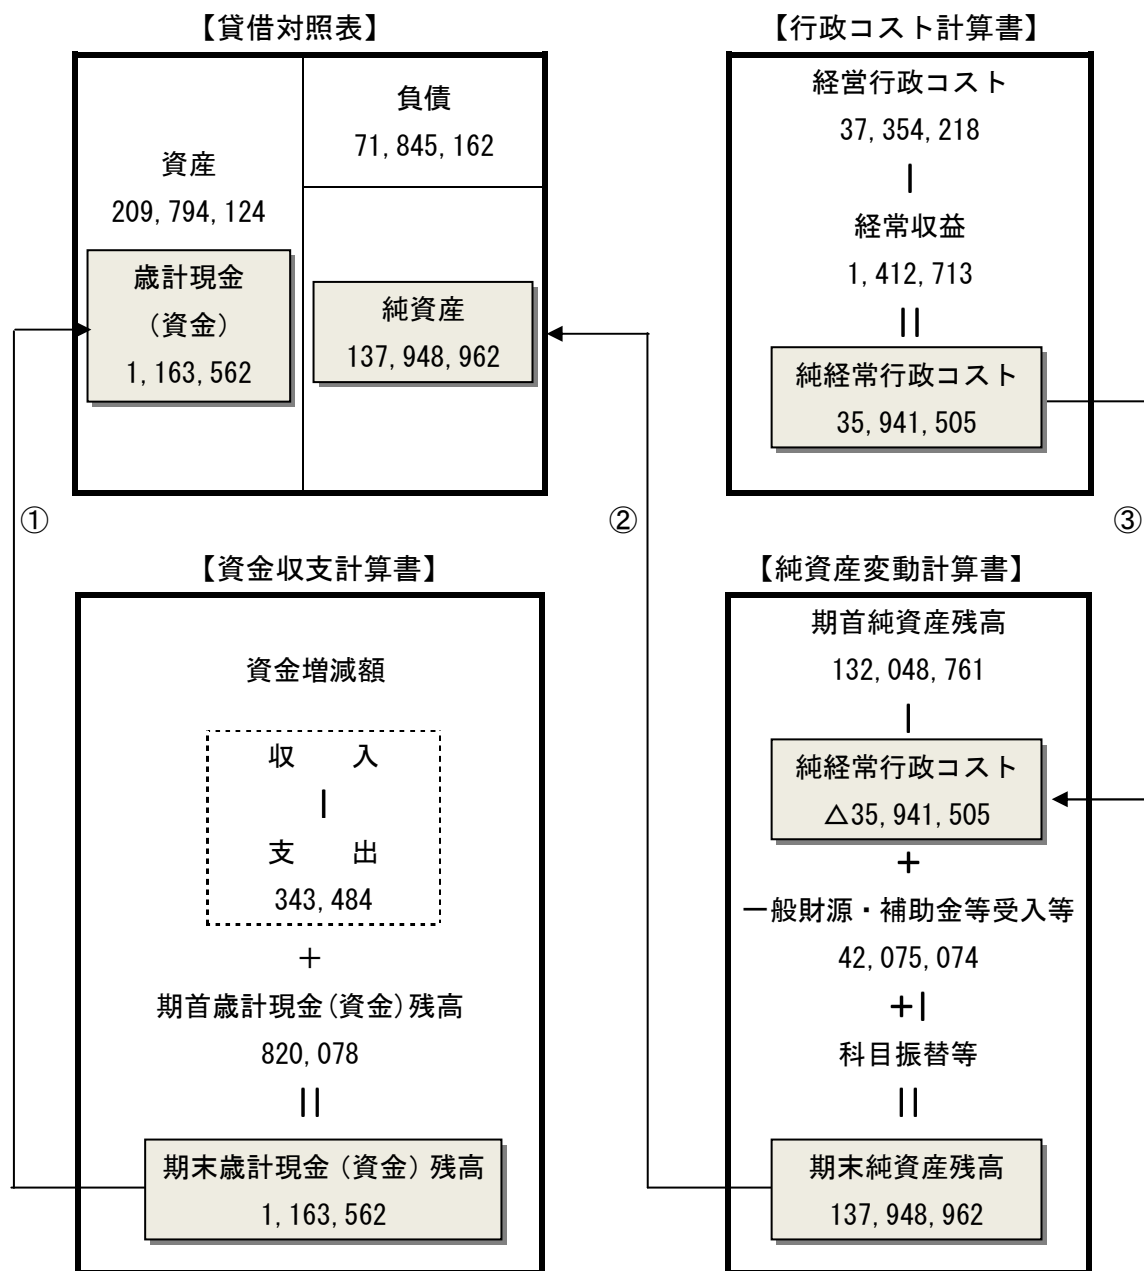 【貸借対照表】
資産
209,794,124
歳計現金
（資金）
1,163,562
負債
71,845,162
純資産
137,948,962
【行政コスト計算書】
経営行政コスト
37,354,218
－
経常収益
1,412,713
＝
純経常行政コスト
35,941,505
①
②
③
【資金収支計算書】
資金増減額
収　入
－
支　出
343,484
＋
期首歳計現金(資金)残高
820,078
＝
期末歳計現金（資金）残高
1,163,562
【純資産変動計算書】
期首純資産残高
132,048,761
－
純経常行政コスト
△35,941,505
＋
一般財源・補助金等受入等
42,075,074
＋－
科目振替等
＝
期末純資産残高
137,948,962